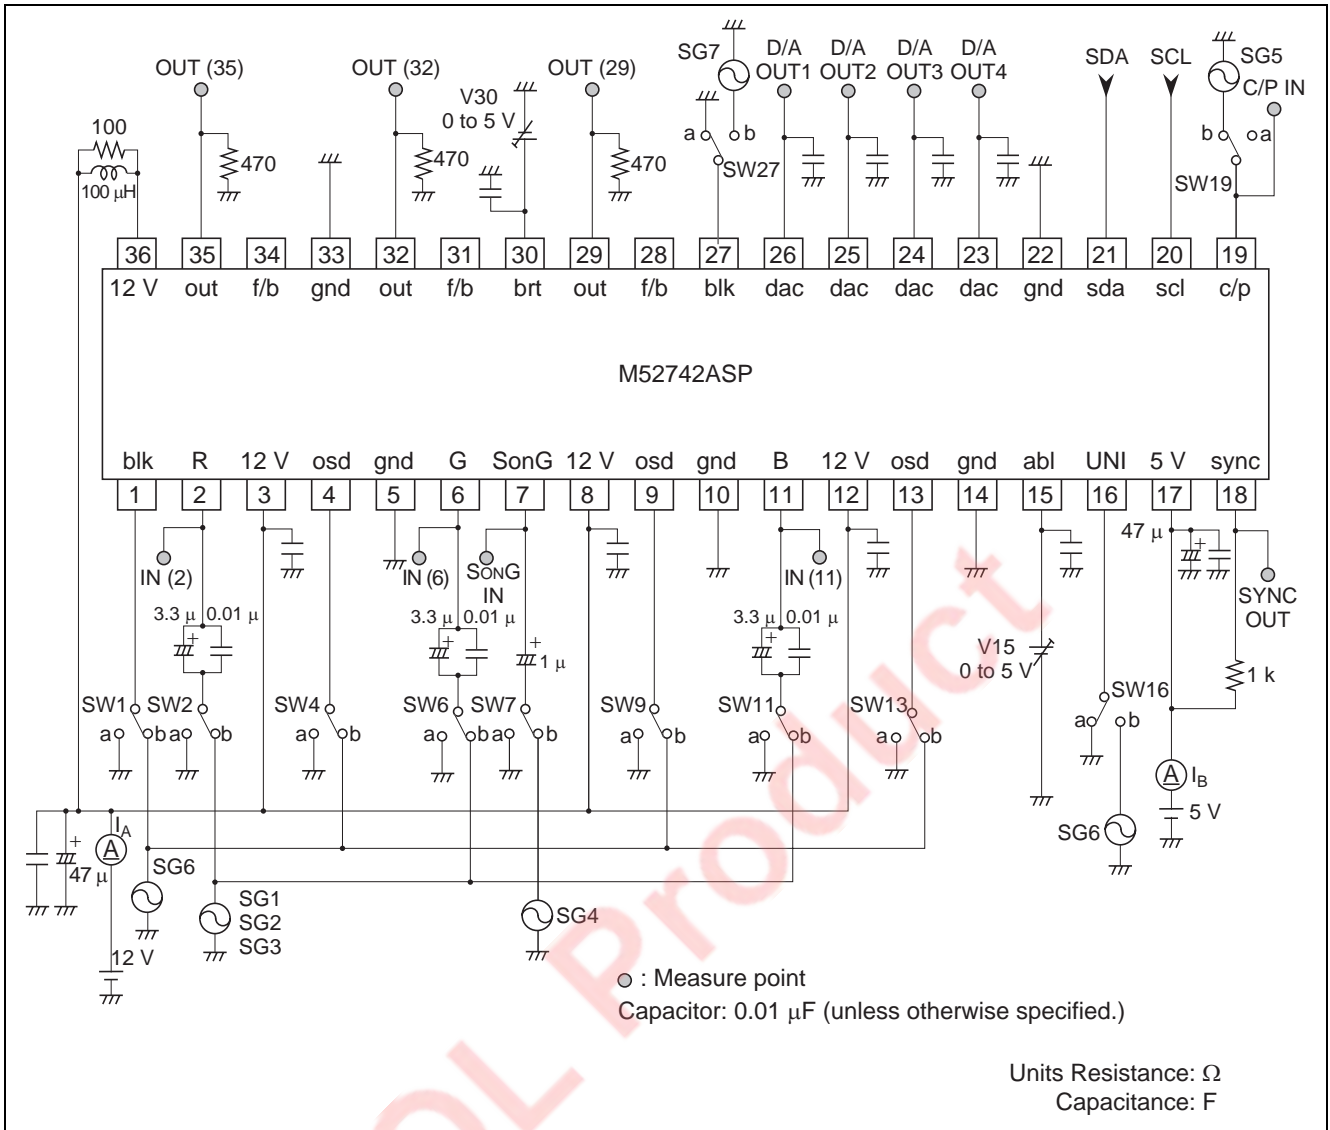 OUT (35)
OUT (32)
OUT (29)
SG7
D/A OUT1
D/A OUT2
D/A OUT3
D/A OUT4
SDA
SCL
SG5
C/P IN
V30
0 to 5 V
100
100 μH
470
470
470
a b
SW27
b a
SW19
36 35 34 33 32 31 30 29 28 27 26 25 24 23 22 21 20 19
12 V out f/b gnd out f/b brt out f/b blk dac dac dac dac gnd sda scl c/p
M52742ASP
blk R 12 V osd gnd G SonG 12 V osd gnd B 12 V osd gnd abl UNI 5 V sync
1 2 3 4 5 6 7 8 9 10 11 12 13 14 15 16 17 18
47 μ
+
IN (2)
IN (6)
SONG IN
IN (11)
SYNC OUT
3.3 μ 0.01 μ
+
3.3 μ 0.01 μ
+
+
1 μ
3.3 μ 0.01 μ
+
V15
0 to 5 V
1 k
SW1
a b
SW2
a b
SW4
a b
SW6
a b
SW7
a b
SW9
a b
SW11
a b
SW13
a b
SW16
a b
A IB
5 V
IA
A
+
47 μ
SG6
SG1
SG2
SG3
SG4
SG6
12 V
: Measure point
Capacitor: 0.01 μF (unless otherwise specified.)
Units Resistance: Ω
Capacitance: F
OL Product